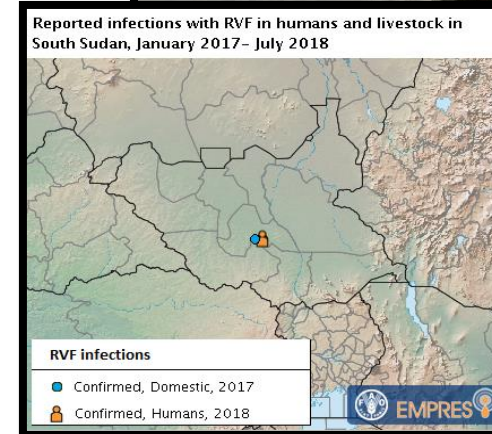 Reported infections with RVF in humans and livestock in
South Sudan, January 2017– July 2018
RVF infections
Confirmed, Domestic, 2017
Confirmed, Humans, 2018
EMPRES